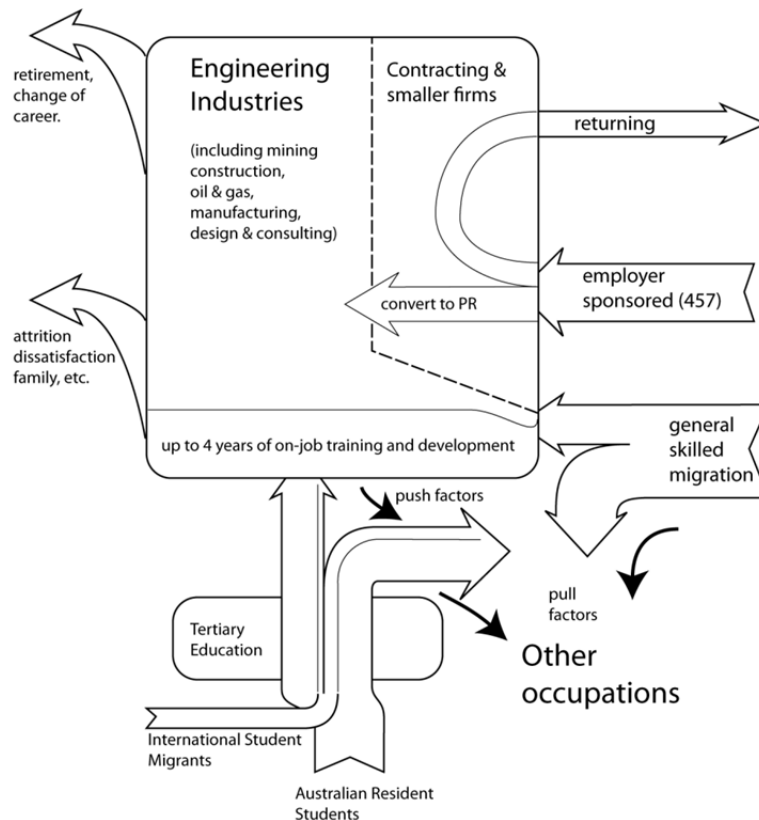 retirement,
change of
career.
Engineering
Industries
(including mining
construction,
oil & gas,
manufacturing,
design & consulting)
Contracting &
smaller firms
returning
employer
sponsored (457)
convert to PR
attrition
dissatisfaction
family, etc.
general
skilled
migration
up to 4 years of on-job training and development
push factors
pull
factors
Tertiary
Education
Other
occupations
International Student
Migrants
Australian Resident
Students